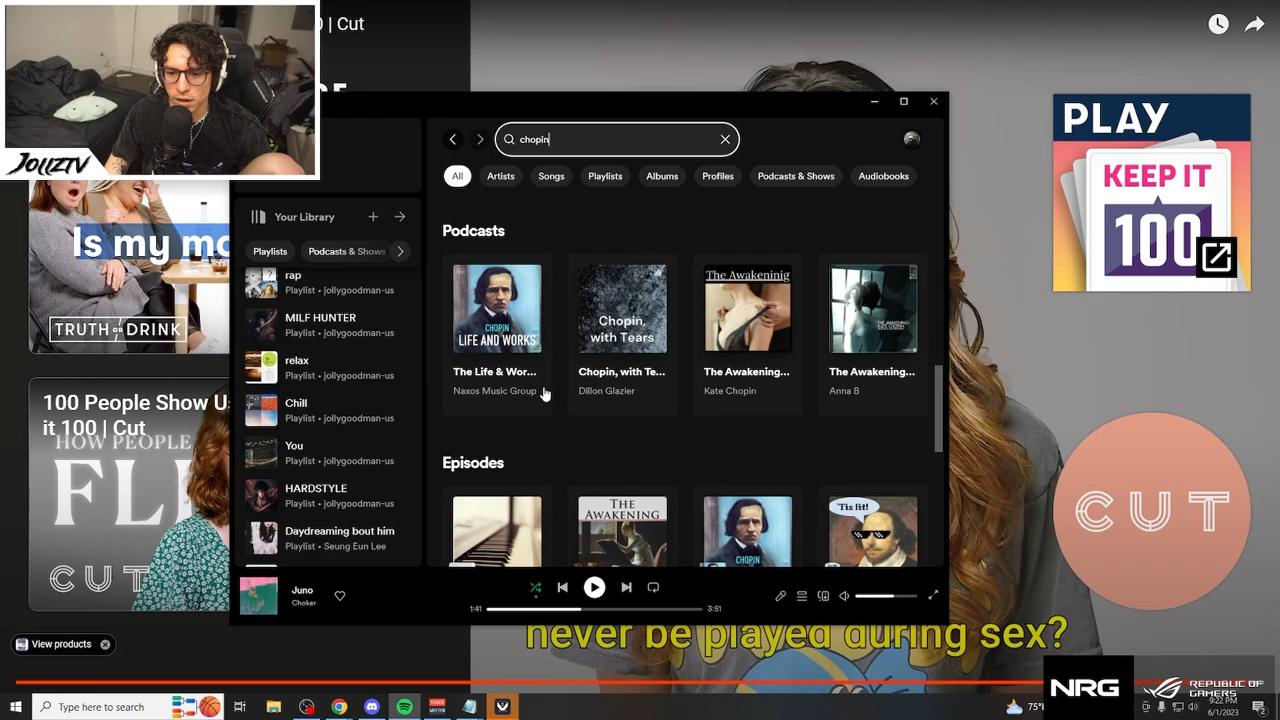 0 | Cut
JollZTV
Is my mo
TRUTH or DRINK
100 People Show U
it 100 | Cut
HOW PEOPLE
FLI
CUT
View products
chopin
All
Artists
Songs
Playlists
Albums
Profiles
Podcasts & Shows
Audiobooks
Your Library
Playlists
Podcasts & Shows
rap
Playlist • jollygoodman-us
MILF HUNTER
Playlist • jollygoodman-us
relax
Playlist • jollygoodman-us
Chill
Playlist • jollygoodman-us
You
Playlist • jollygoodman-us
HARDSTYLE
Playlist • jollygoodman-us
Daydreaming bout him
Playlist • Seung Eun Lee
Podcasts
CHOPIN
LIFE AND WORKS
The Life & Wor...
Naxos Music Group
Chopin,
with Tears
Chopin, with Te...
Dillon Glazier
The Awakeninig
The Awakening...
Kate Chopin
The Awakening...
Anna B
Episodes
THE
AWAKENING
CHOPIN
'Tis lit!
Juno
Choker
1:41
3:51
PLAY
KEEP IT
100
CUT
never be played during sex?
NRG
REPUBLIC OF
GAMERS
Type here to search
75°F
9:22 PM
6/1/2023